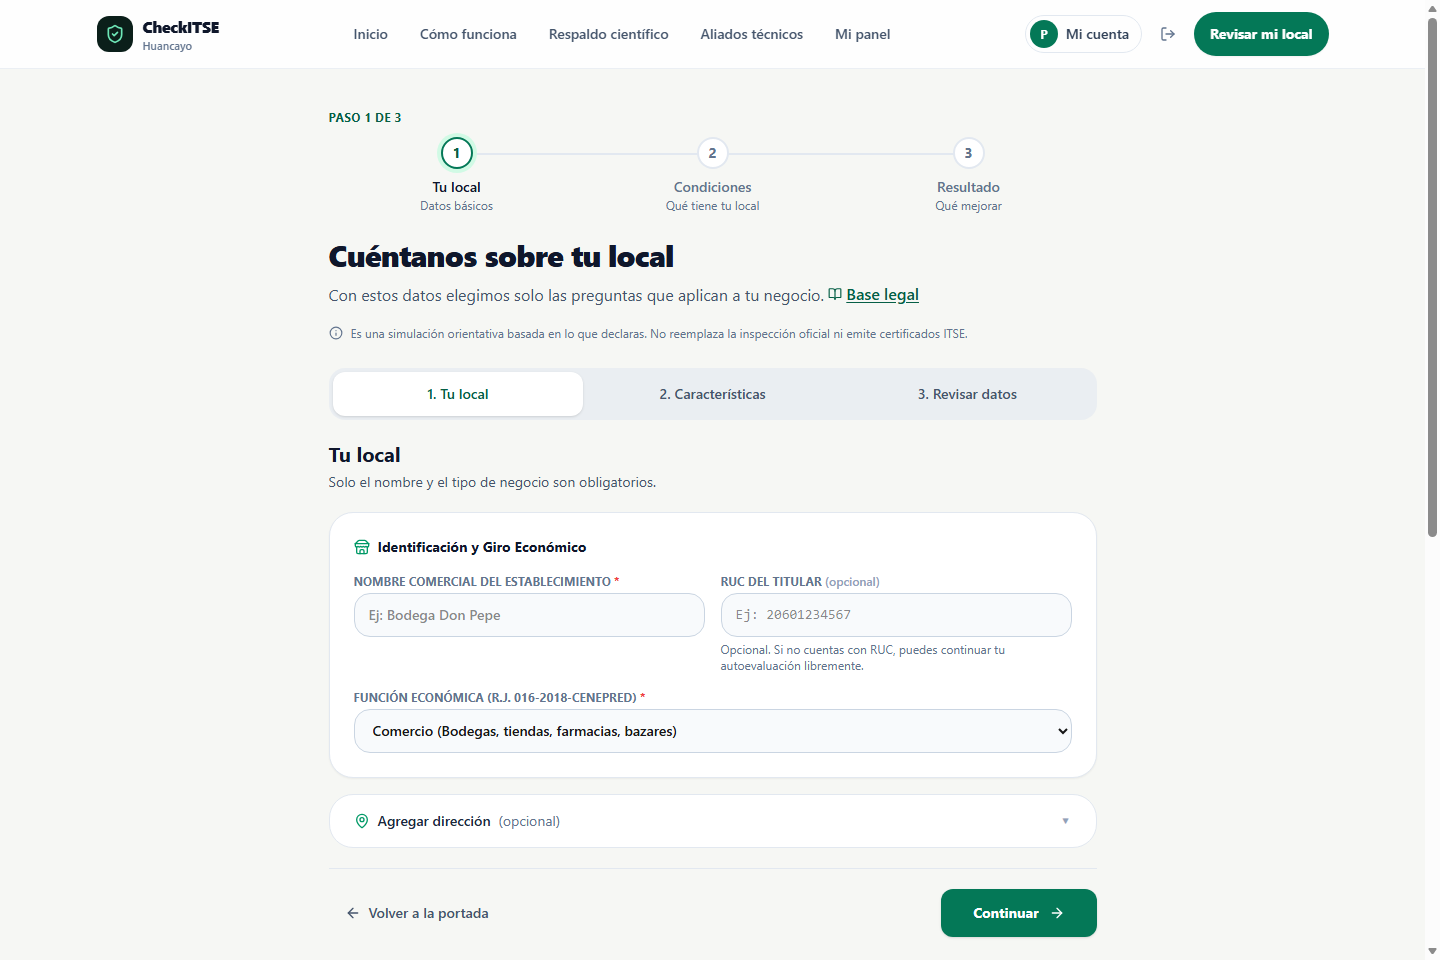 CheckITSE
Huancayo
Inicio
Cómo funciona
Respaldo científico
Aliados técnicos
Mi panel
P
Mi cuenta
Revisar mi local
PASO 1 DE 3
1
2
3
Tu local
Condiciones
Resultado
Datos básicos
Qué tiene tu local
Qué mejorar
Cuéntanos sobre tu local
Con estos datos elegimos solo las preguntas que aplican a tu negocio. Base legal
Es una simulación orientativa basada en lo que declaras. No reemplaza la inspección oficial ni emite certificados ITSE.
1. Tu local
2. Características
3. Revisar datos
Tu local
Solo el nombre y el tipo de negocio son obligatorios.
Identificación y Giro Económico
NOMBRE COMERCIAL DEL ESTABLECIMIENTO *
RUC DEL TITULAR (opcional)
Ej: Bodega Don Pepe
Ej: 20601234567
Opcional. Si no cuentas con RUC, puedes continuar tu
autoevaluación libremente.
FUNCIÓN ECONÓMICA (R.J. 016-2018-CENEPRED) *
Comercio (Bodegas, tiendas, farmacias, bazares)
Agregar dirección (opcional)
Volver a la portada
Continuar